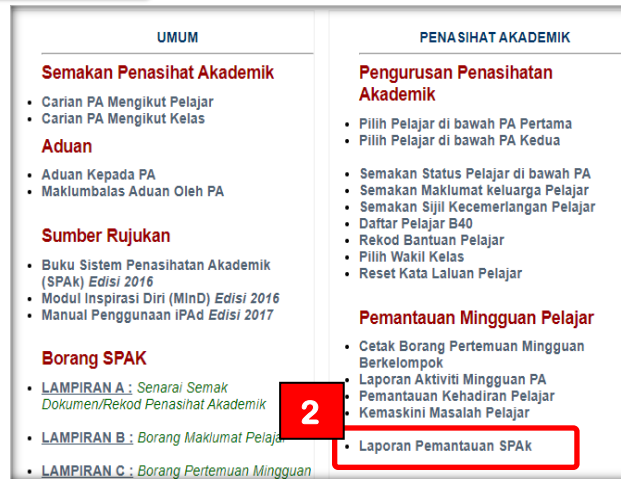 UMUM
Semakan Penasihat Akademik
Carian PA Mengikut Pelajar
Carian PA Mengikut Kelas
Aduan
Aduan Kepada PA
Maklumbalas Aduan Oleh PA
Sumber Rujukan
Buku Sistem Penasihatan Akademik
(SPAk) Edisi 2016
Modul Inspirasi Diri (MInD) Edisi 2016
Manual Penggunaan iPAd Edisi 2017
Borang SPAK
LAMPIRAN A : Senarai Semak
Dokumen/Rekod Penasihat Akademik
LAMPIRAN B : Borang Maklumat Pelajar
LAMPIRAN C : Borang Pertemuan Mingguan
PENASIHAT AKADEMIK
Pengurusan Penasihatan
Akademik
Pilih Pelajar di bawah PA Pertama
Pilih Pelajar di bawah PA Kedua
Semakan Status Pelajar di bawah PA
Semakan Maklumat keluarga Pelajar
Semakan Sijil Kecemerlangan Pelajar
Daftar Pelajar B40
Rekod Bantuan Pelajar
Pilih Wakil Kelas
Reset Kata Laluan Pelajar
Pemantauan Mingguan Pelajar
Cetak Borang Pertemuan Mingguan
Berkelompok
Laporan Aktiviti Mingguan PA
Pemantauan Kehadiran Pelajar
Kemaskini Masalah Pelajar
2
Laporan Pemantauan SPAk